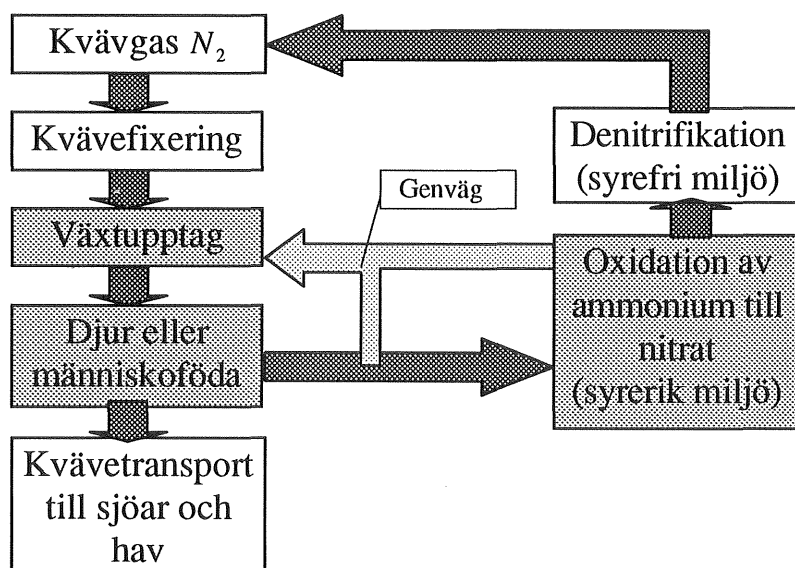 Kvävgas N₂
Kvävefixering
Växtupptag
Djur eller
människoföda
Kvävetransport
till sjöar och
hav
Genväg
Denitrifikation
(syrefri miljö)
Oxidation av
ammonium till
nitrat
(syrerik miljö)